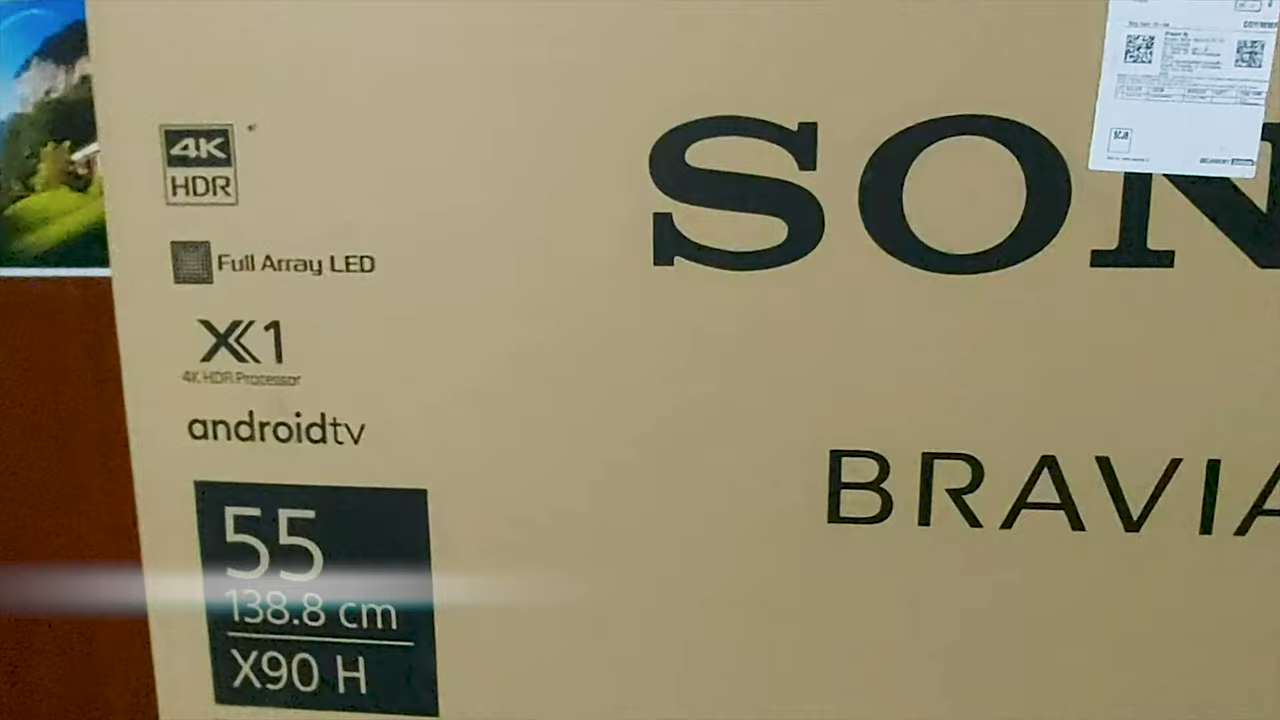 4K
HDR
Full Array LED
X1
4K HDR Processor
androidtv
55
138.8 cm
X90 H
SON
BRAVIA